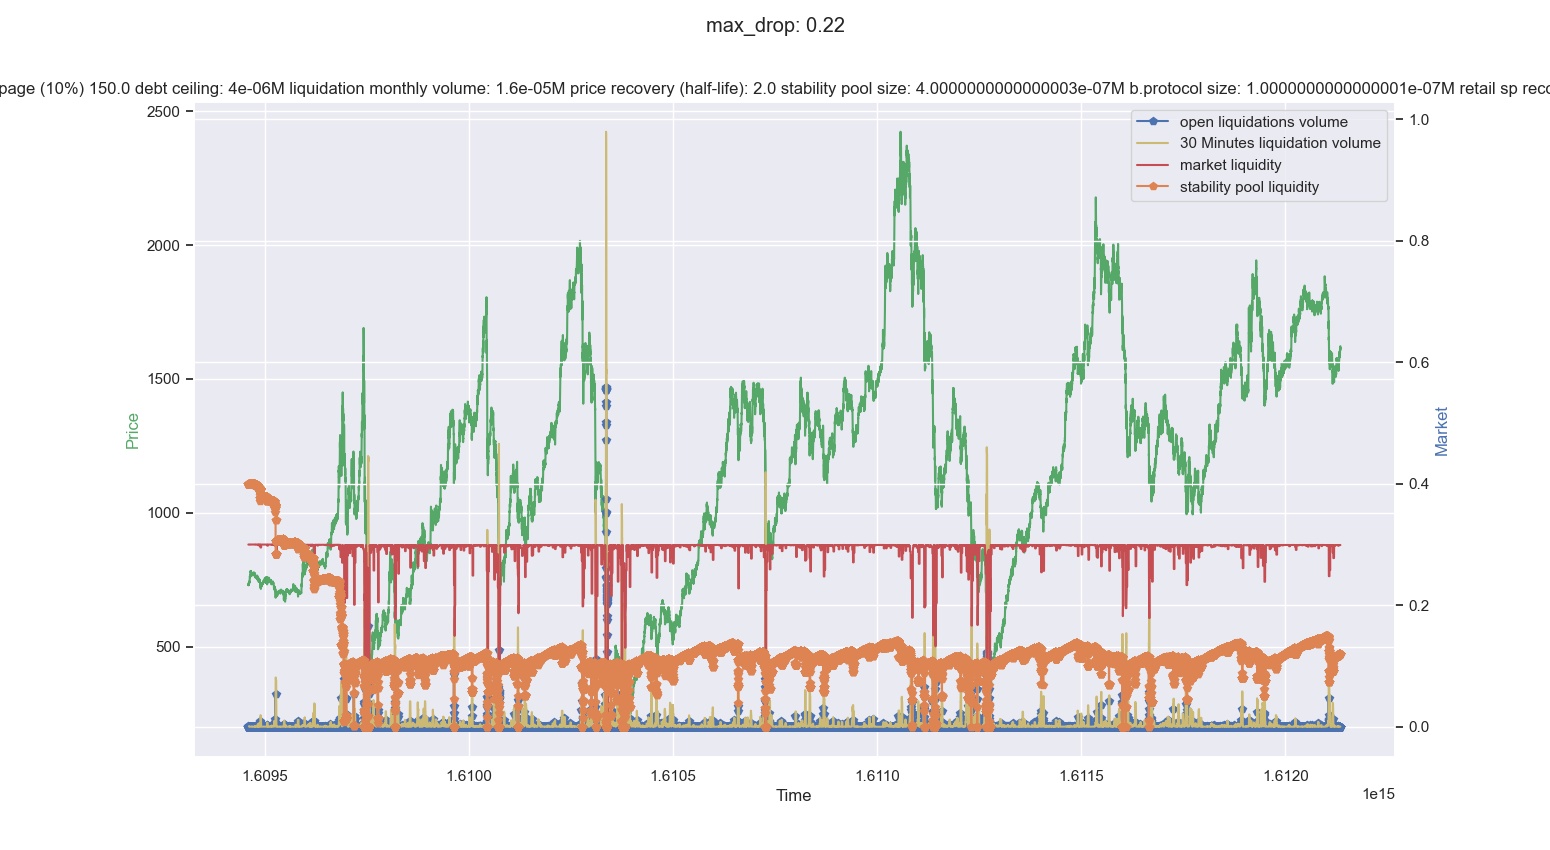 max_drop: 0.22
page (10%) 150.0 debt ceiling: 4e-06M liquidation monthly volume: 1.6e-05M price recovery (half-life): 2.0 stability pool size: 4.0000000000000003e-07M b.protocol size: 1.0000000000000001e-07M retail sp reco
2500
2000
1500
1000
500
Price
open liquidations volume
30 Minutes liquidation volume
market liquidity
stability pool liquidity
1.0
0.8
0.6
0.4
0.2
0.0
Market
1.6095 1.6100 1.6105 1.6110 1.6115 1.6120
1e15
Time